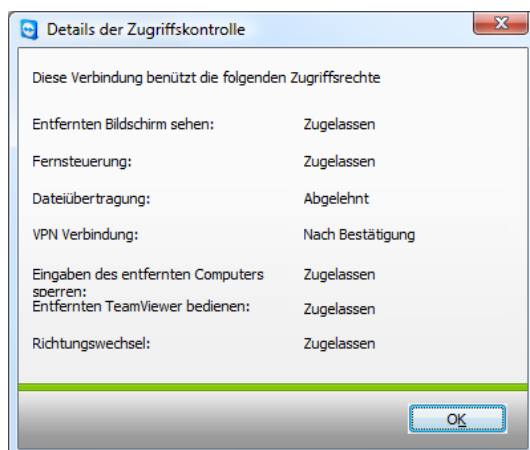 Details der Zugriffskontrolle
Diese Verbindung benützt die folgenden Zugriffsrechte
Entfernten Bildschirm sehen: Zugelassen
Fernsteuerung: Zugelassen
Dateiübertragung: Abgelehnt
VPN Verbindung: Nach Bestätigung
Eingaben des entfernten Computers Zugelassen
sperren:
Entfernten TeamViewer bedienen: Zugelassen
Richtungswechsel: Zugelassen
OK